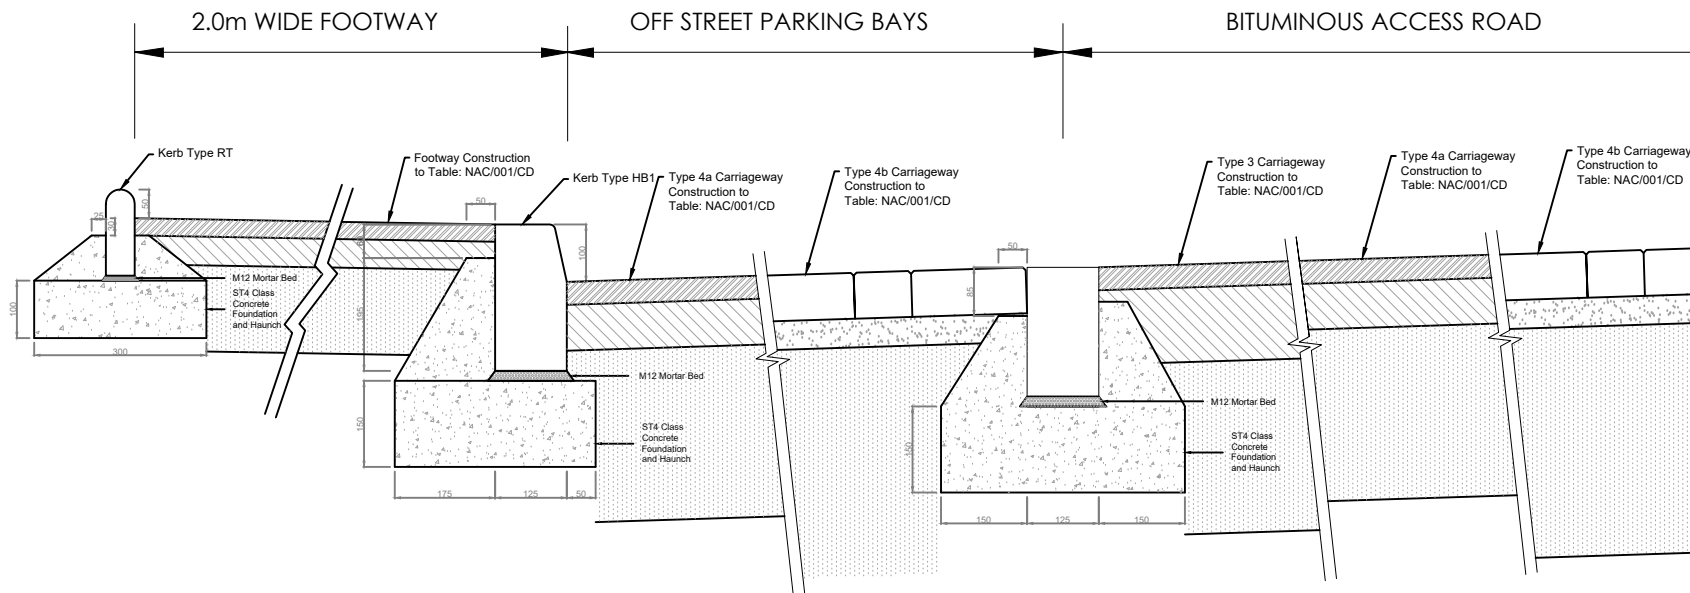 2.0m WIDE FOOTWAY
OFF STREET PARKING BAYS
BITUMINOUS ACCESS ROAD
Kerb Type RT
Footway Construction
to Table: NAC/001/CD
Kerb Type HB1
Type 4a Carriageway
Construction to
Table: NAC/001/CD
Type 4b Carriageway
Construction to
Table: NAC/001/CD
Type 3 Carriageway
Construction to
Table: NAC/001/CD
Type 4a Carriageway
Construction to
Table: NAC/001/CD
Type 4b Carriageway
Construction to
Table: NAC/001/CD
50
25
30
50
100
50
85
M12 Mortar Bed
ST4 Class
Concrete
Foundation
and Haunch
100
300
195
M12 Mortar Bed
150
ST4 Class
Concrete
Foundation
and Haunch
175
125
50
M12 Mortar Bed
150
ST4 Class
Concrete
Foundation
and Haunch
150
125
150